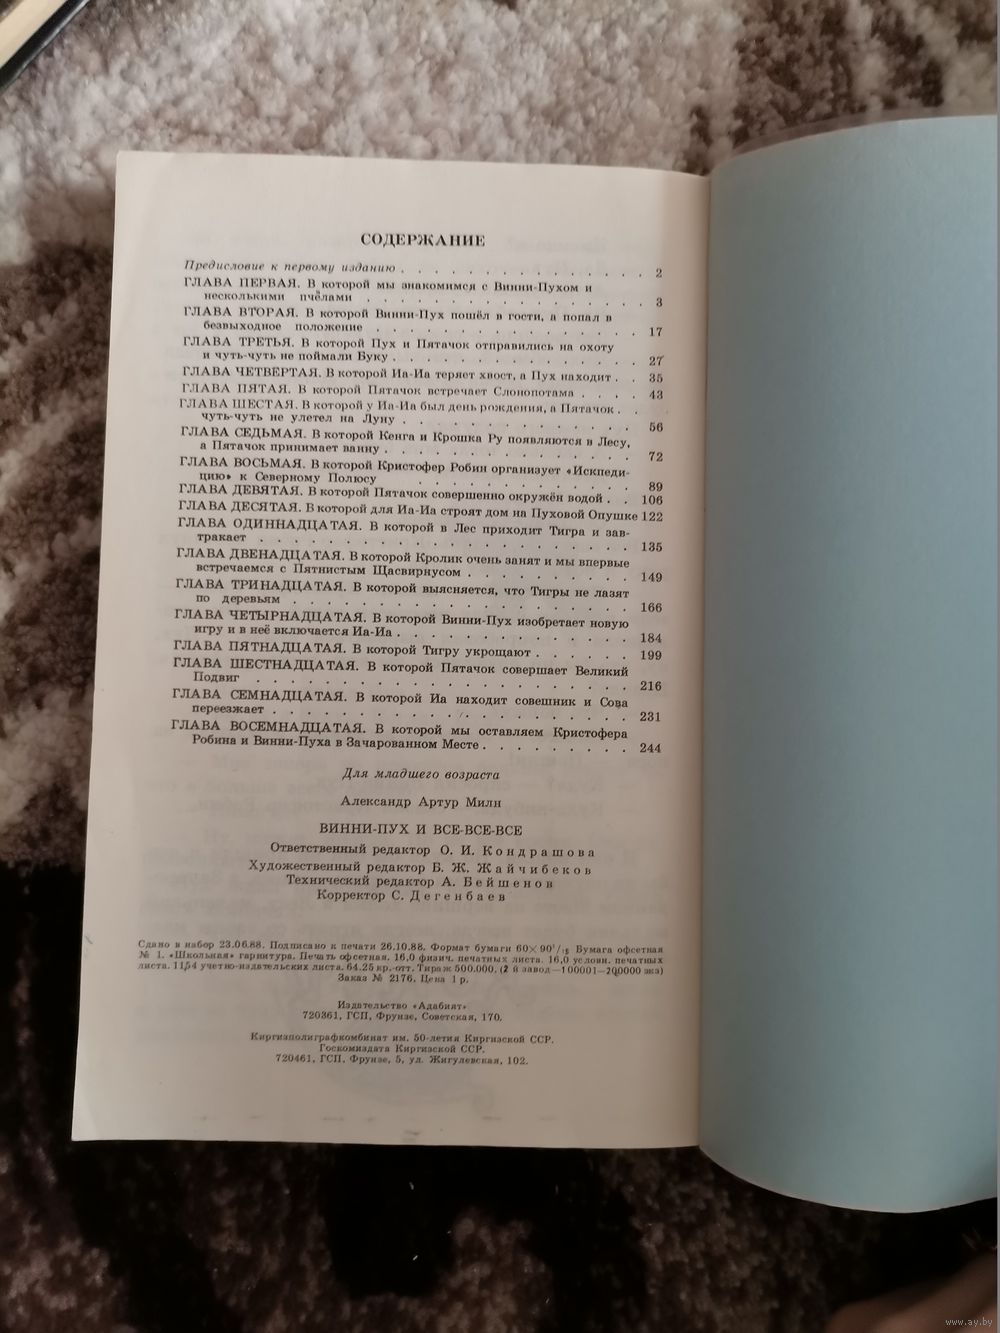 СОДЕРЖАНИЕ
Предисловие к первому изданию . . . . . . . . . . 2
ГЛАВА ПЕРВАЯ. В которой мы знакомимся с Винни-Пухом и
несколькими пчёлами . . . . . . . . . . . 3
ГЛАВА ВТОРАЯ. В которой Винни-Пух пошёл в гости, а попал в
безвыходное положение . . . . . . . . . . 17
ГЛАВА ТРЕТЬЯ. В которой Пух и Пятачок отправились на охоту
и чуть-чуть не поймали Буку . . . . . . . . . . 27
ГЛАВА ЧЕТВЕРТАЯ. В которой Иа-Иа теряет хвост, а Пух находит . . 35
ГЛАВА ПЯТАЯ. В которой Пятачок встречает Слонопотама . . . . 43
ГЛАВА ШЕСТАЯ. В которой у Иа-Иа был день рождения, а Пятачок . .
чуть-чуть не улетел на Луну . . . . . . . . . . 56
ГЛАВА СЕДЬМАЯ. В которой Кенга и Крошка Ру появляются в Лесу,
а Пятачок принимает ванну . . . . . . . . . . 72
ГЛАВА ВОСЬМАЯ. В которой Кристофер Робин организует «Искпеди-
цию» к Северному Полюсу . . . . . . . . . 89
ГЛАВА ДЕВЯТАЯ. В которой Пятачок совершенно окружён водой . . 106
ГЛАВА ДЕСЯТАЯ. В которой для Иа-Иа строят дом на Пуховой Опушке 122
ГЛАВА ОДИННАДЦАТАЯ. В которой в Лес приходит Тигра и зав-
тракает . . . . . . . . . . . . . . 135
ГЛАВА ДВЕНАДЦАТАЯ. В которой Кролик очень занят и мы впервые
встречаемся с Пятнистым Щасвирнусом . . . . . . . 149
ГЛАВА ТРИНАДЦАТАЯ. В которой выясняется, что Тигры не лазят
по деревьям . . . . . . . . . . . . . 166
ГЛАВА ЧЕТЫРНАДЦАТАЯ. В которой Винни-Пух изобретает новую
игру и в неё включается Иа-Иа . . . . . . . . . . 184
ГЛАВА ПЯТНАДЦАТАЯ. В которой Тигру укрощают . . . . . . 199
ГЛАВА ШЕСТНАДЦАТАЯ. В которой Пятачок совершает Великий
Подвиг . . . . . . . . . . . . . . . 216
ГЛАВА СЕМНАДЦАТАЯ. В которой Иа находит совешник и Сова
переезжает . . . . . . . . . . . . . . 231
ГЛАВА ВОСЕМНАДЦАТАЯ. В которой мы оставляем Кристофера
Робина и Винни-Пуха в Зачарованном Месте . . . . . . . 244
Для младшего возраста
Александр Артур Милн
ВИННИ-ПУХ И ВСЕ-ВСЕ-ВСЕ
Ответственный редактор О. И. Кондрашова
Художественный редактор Б. Ж. Жайчибеков
Технический редактор А. Бейшенов
Корректор С. Дегенбаев
Сдано в набор 23.06.88. Подписано к печати 26.10.88. Формат бумаги 60×90¹/₁₆ Бумага офсетная
№ 1. «Школьная» гарнитура. Печать офсетная. 16,0 физич. печатных листа. 16,0 условн. печатных
листа. 11,54 учетно-издательских листа. 64.25 кр.-отт. Тираж 500.000. (2 й завод—100001—200000 экз)
Заказ № 2176. Цена 1 р.
Издательство «Адабият»
720361, ГСП, Фрунзе, Советская, 170.
Киргизполиграфкомбинат им. 50-летия Киргизской ССР.
Госкомиздата Киргизской ССР.
720461, ГСП, Фрунзе, 5, ул. Жигулевская, 102.
www.ay.by